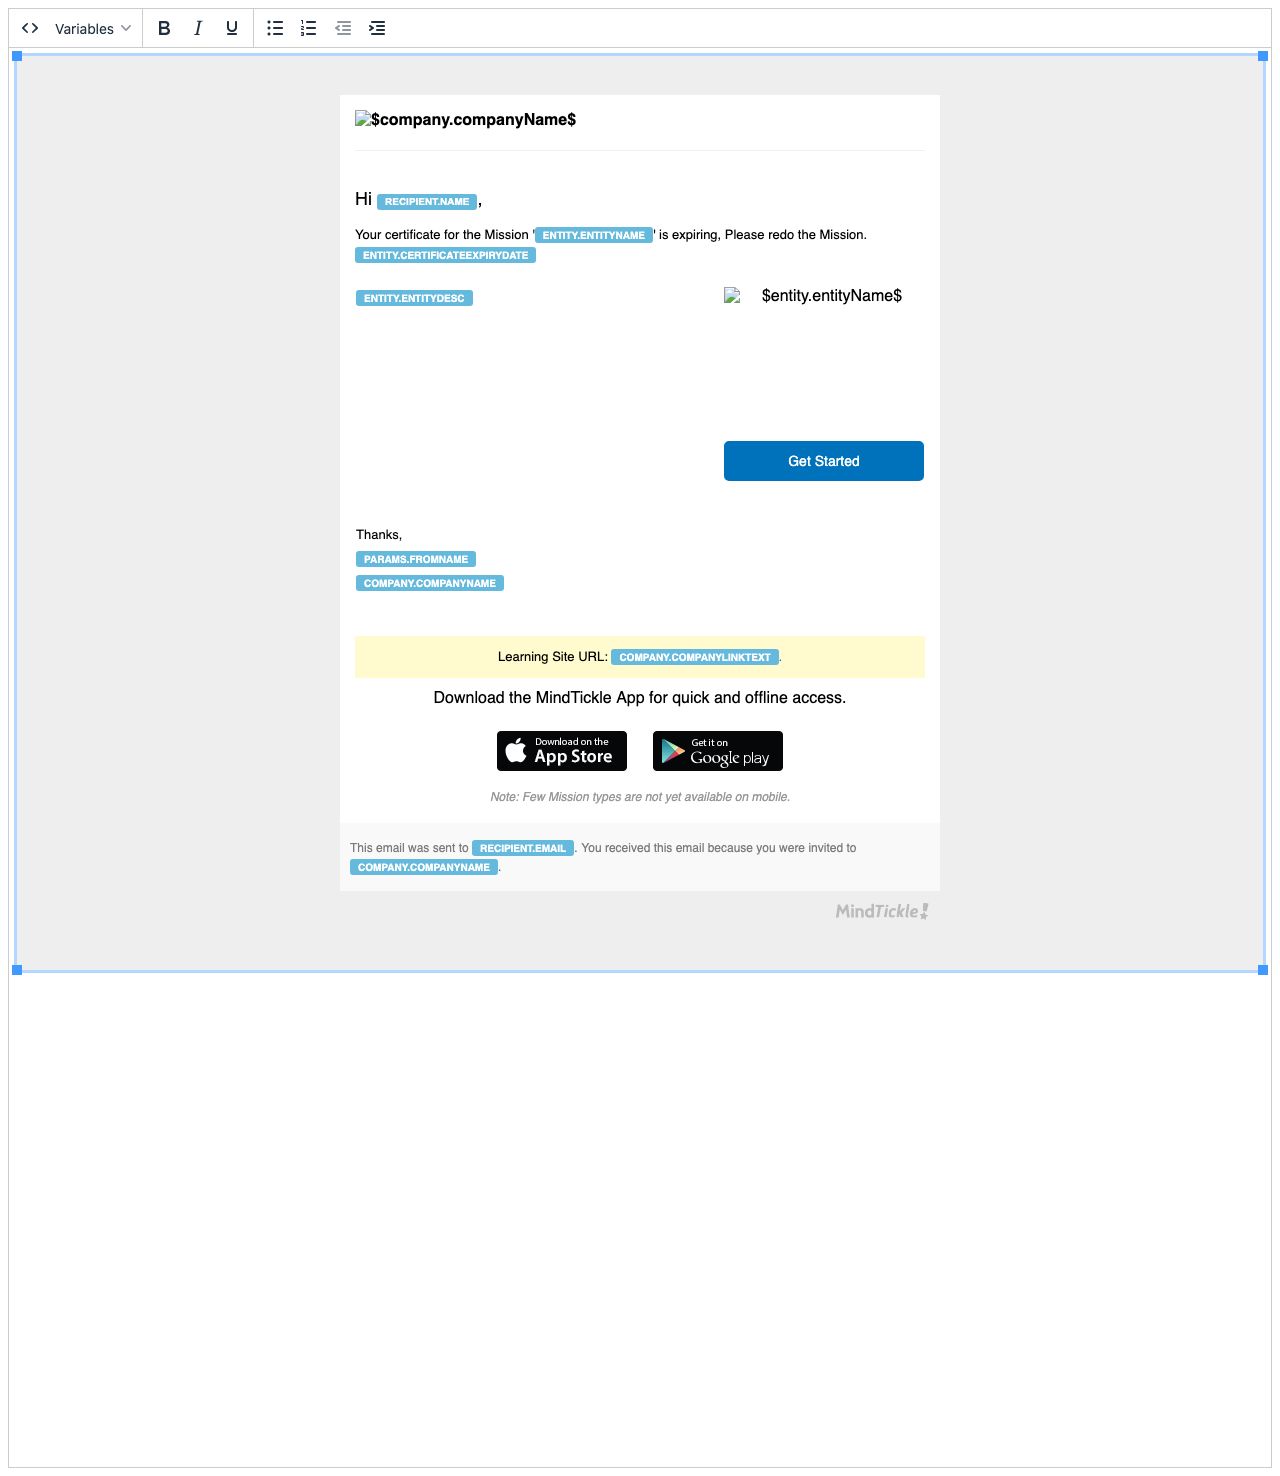 Variables
$company.companyName$
Hi RECIPIENT.NAME,
Your certificate for the Mission 'ENTITY.ENTITYNAME' is expiring, Please redo the Mission.
ENTITY.CERTIFICATEEXPIRYDATE
ENTITY.ENTITYDESC
$entity.entityName$
Get Started
Thanks,
PARAMS.FROMNAME
COMPANY.COMPANYNAME
Learning Site URL: COMPANY.COMPANYLINKTEXT.
Download the MindTickle App for quick and offline access.
Download on the
App Store
Get it on
Google play
Note: Few Mission types are not yet available on mobile.
This email was sent to RECIPIENT.EMAIL. You received this email because you were invited to
COMPANY.COMPANYNAME.
MindTickle!